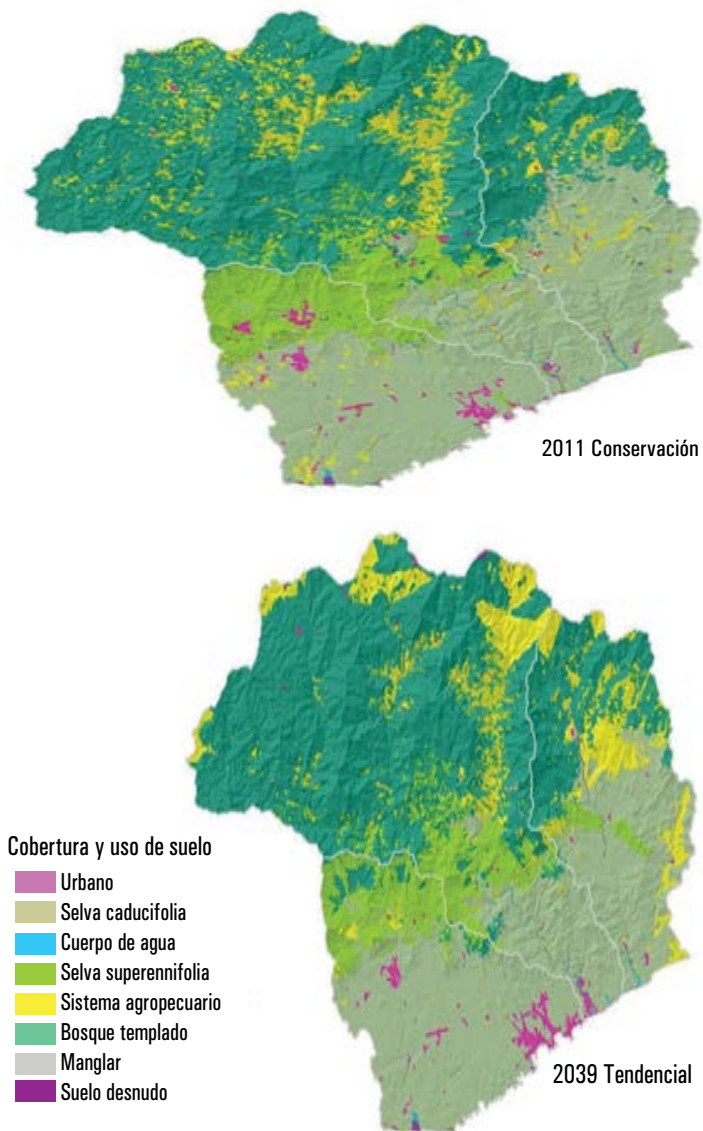 2011 Conservación
Cobertura y uso de suelo
Urbano
Selva caducifolia
Cuerpo de agua
Selva superennifolia
Sistema agropecuario
Bosque templado
Manglar
Suelo desnudo
2039 Tendencial